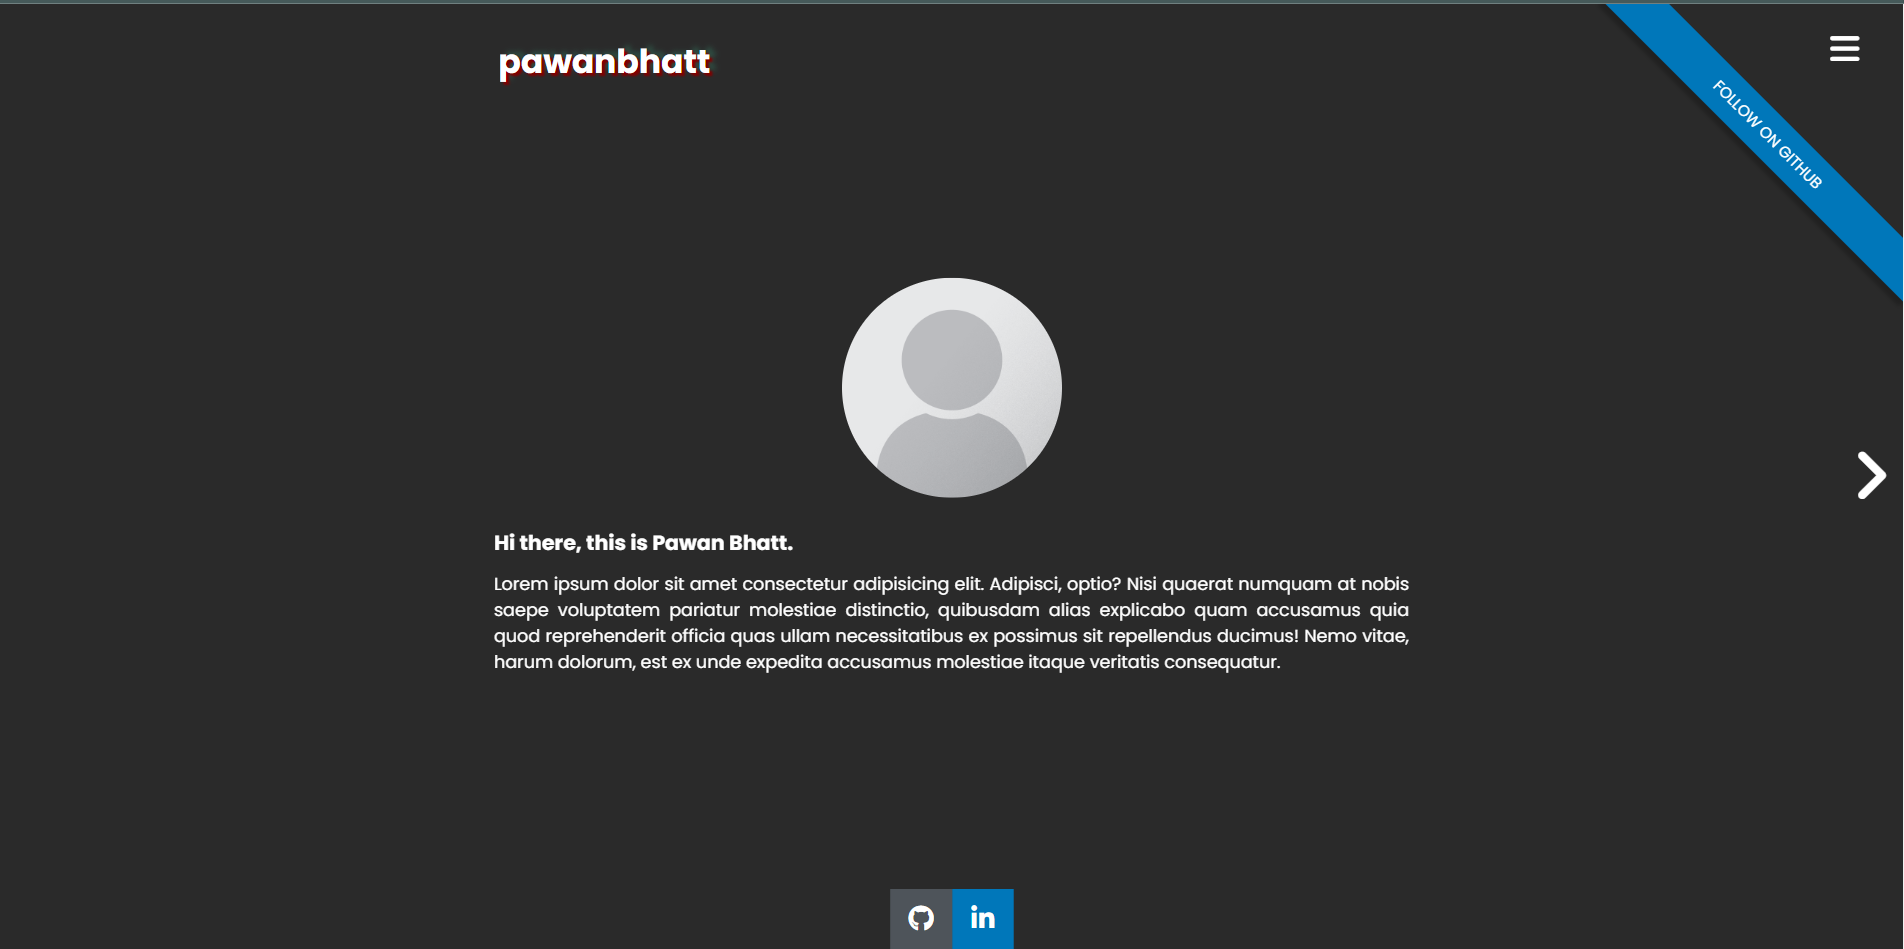 pawanbhatt
FOLLOW ON GITHUB
Hi there, this is Pawan Bhatt.
Lorem ipsum dolor sit amet consectetur adipisicing elit. Adipisci, optio? Nisi quaerat numquam at nobis
saepe voluptatem pariatur molestiae distinctio, quibusdam alias explicabo quam accusamus quia
quod reprehenderit officia quas ullam necessitatibus ex possimus sit repellendus ducimus! Nemo vitae,
harum dolorum, est ex unde expedita accusamus molestiae itaque veritatis consequatur.
in